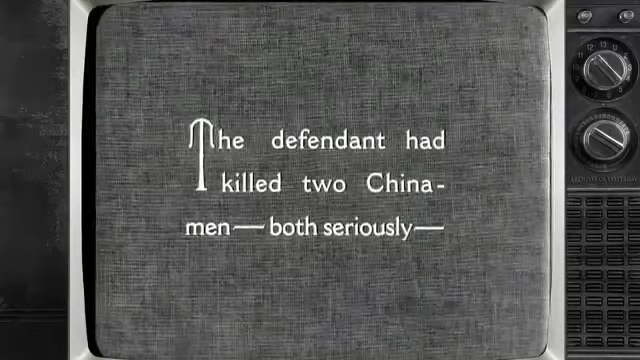 The defendant had
killed two China-
men — both seriously —